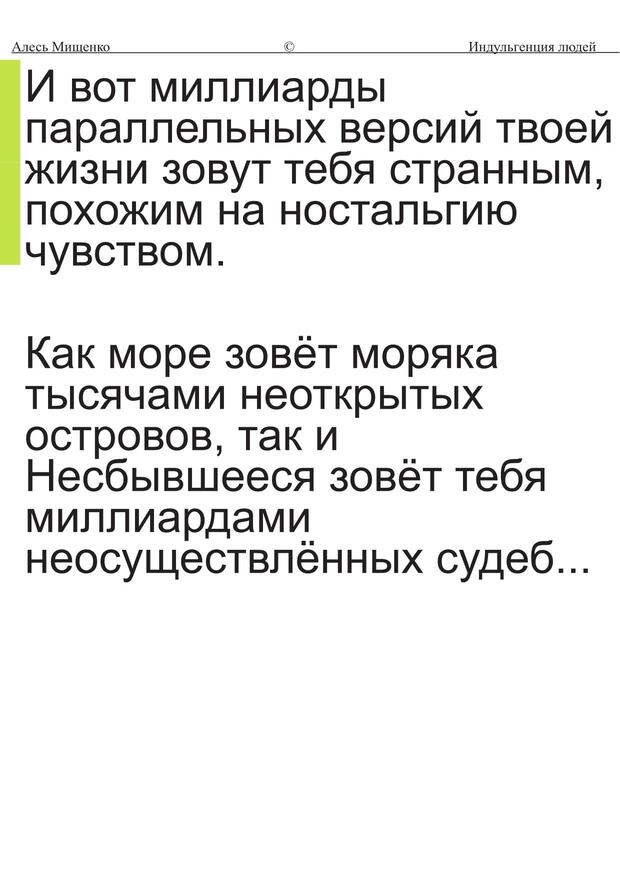 Алесь Мищенко © Индульгенция людей
И вот миллиарды
параллельных версий твоей
жизни зовут тебя странным,
похожим на ностальгию
чувством.
Как море зовёт моряка
тысячами неоткрытых
островов, так и
Несбывшееся зовёт тебя
миллиардами
неосуществлённых судеб...